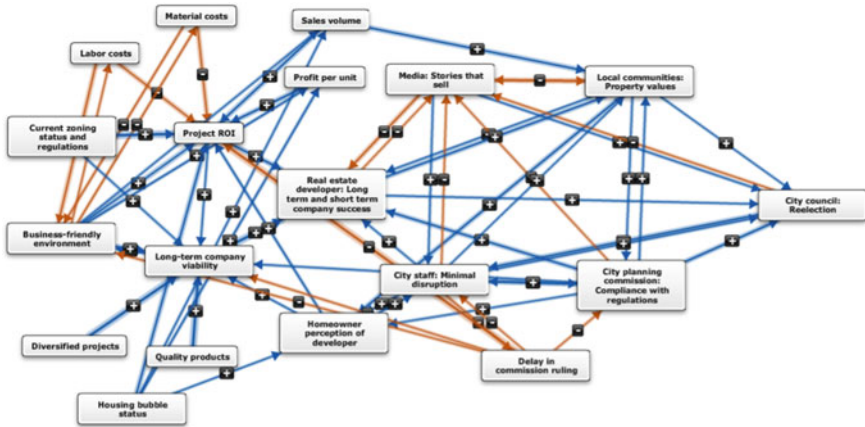 Material costs
Sales volume
Labor costs
Profit per unit
Media: Stories that
sell
Local communities:
Property values
Current zoning
status and
regulations
Project ROI
Real estate
developer: Long
term and short term
company success
City council:
Reelection
Business-friendly
environment
Long-term company
viability
City staff: Minimal
disruption
City planning
commission:
Compliance with
regulations
Diversified projects
Quality products
Homeowner
perception of
developer
Delay in
commission ruling
Housing bubble
status